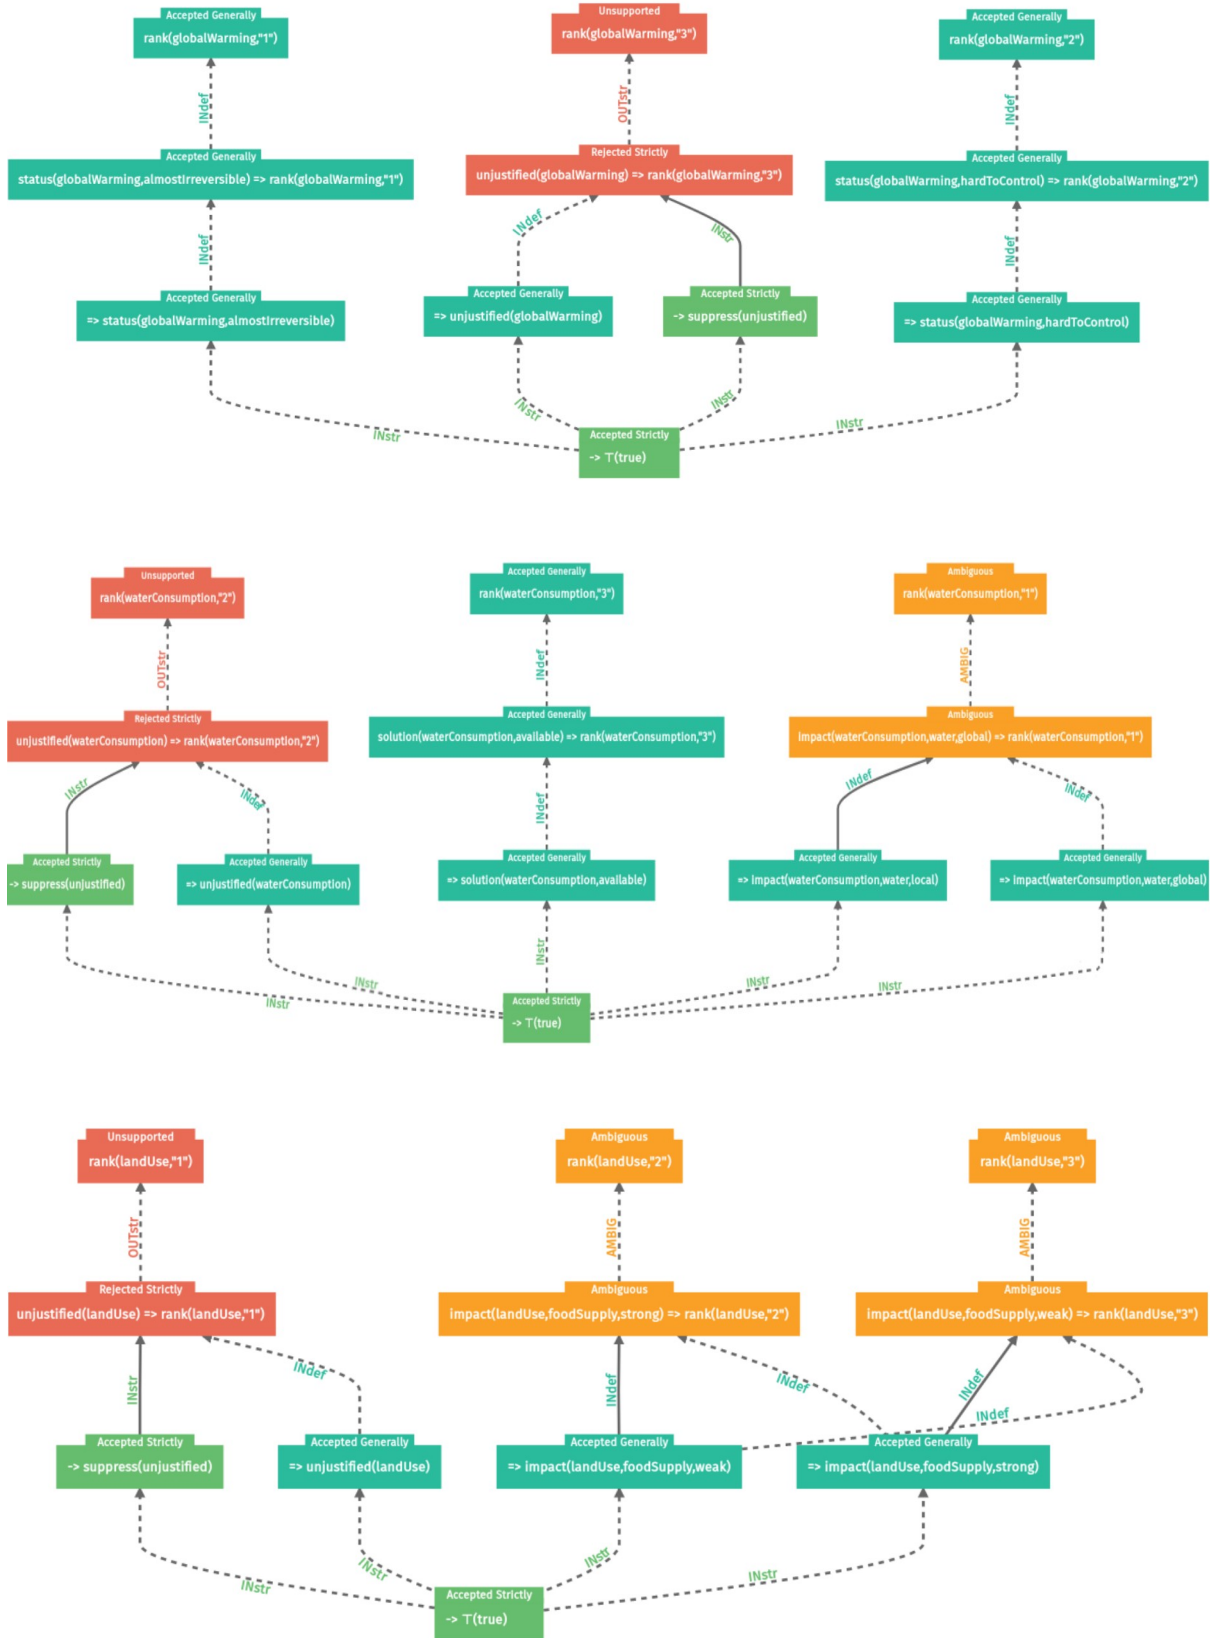 Accepted Generally
rank(globalWarming,"1")
Unsupported
rank(globalWarming,"3")
Accepted Generally
rank(globalWarming,"2")
INdef
OUTstr
INdef
Accepted Generally
status(globalWarming,almostIrreversible) => rank(globalWarming,"1")
Rejected Strictly
unjustified(globalWarming) => rank(globalWarming,"3")
Accepted Generally
status(globalWarming,hardToControl) => rank(globalWarming,"2")
INdef
INdef
INstr
INdef
Accepted Generally
=> status(globalWarming,almostIrreversible)
Accepted Generally
=> unjustified(globalWarming)
Accepted Strictly
-> suppress(unjustified)
Accepted Generally
=> status(globalWarming,hardToControl)
INstr
INstr
INstr
INstr
Accepted Strictly
-> ⊤(true)
Unsupported
rank(waterConsumption,"2")
Accepted Generally
rank(waterConsumption,"3")
Ambiguous
rank(waterConsumption,"1")
OUTstr
INdef
AMBIG
Rejected Strictly
unjustified(waterConsumption) => rank(waterConsumption,"2")
Accepted Generally
solution(waterConsumption,available) => rank(waterConsumption,"3")
Ambiguous
impact(waterConsumption,water,global) => rank(waterConsumption,"1")
INstr
INdef
INdef
INdef
INdef
Accepted Strictly
-> suppress(unjustified)
Accepted Generally
=> unjustified(waterConsumption)
Accepted Generally
=> solution(waterConsumption,available)
Accepted Generally
=> impact(waterConsumption,water,local)
Accepted Generally
=> impact(waterConsumption,water,global)
INstr
INstr
INstr
INstr
INstr
Accepted Strictly
-> ⊤(true)
Unsupported
rank(landUse,"1")
Ambiguous
rank(landUse,"2")
Ambiguous
rank(landUse,"3")
OUTstr
AMBIG
AMBIG
Rejected Strictly
unjustified(landUse) => rank(landUse,"1")
Ambiguous
impact(landUse,foodSupply,strong) => rank(landUse,"2")
Ambiguous
impact(landUse,foodSupply,weak) => rank(landUse,"3")
INstr
INdef
INdef
INdef
INdef
INdef
Accepted Strictly
-> suppress(unjustified)
Accepted Generally
=> unjustified(landUse)
Accepted Generally
=> impact(landUse,foodSupply,weak)
Accepted Generally
=> impact(landUse,foodSupply,strong)
INstr
INstr
INstr
INstr
Accepted Strictly
-> ⊤(true)